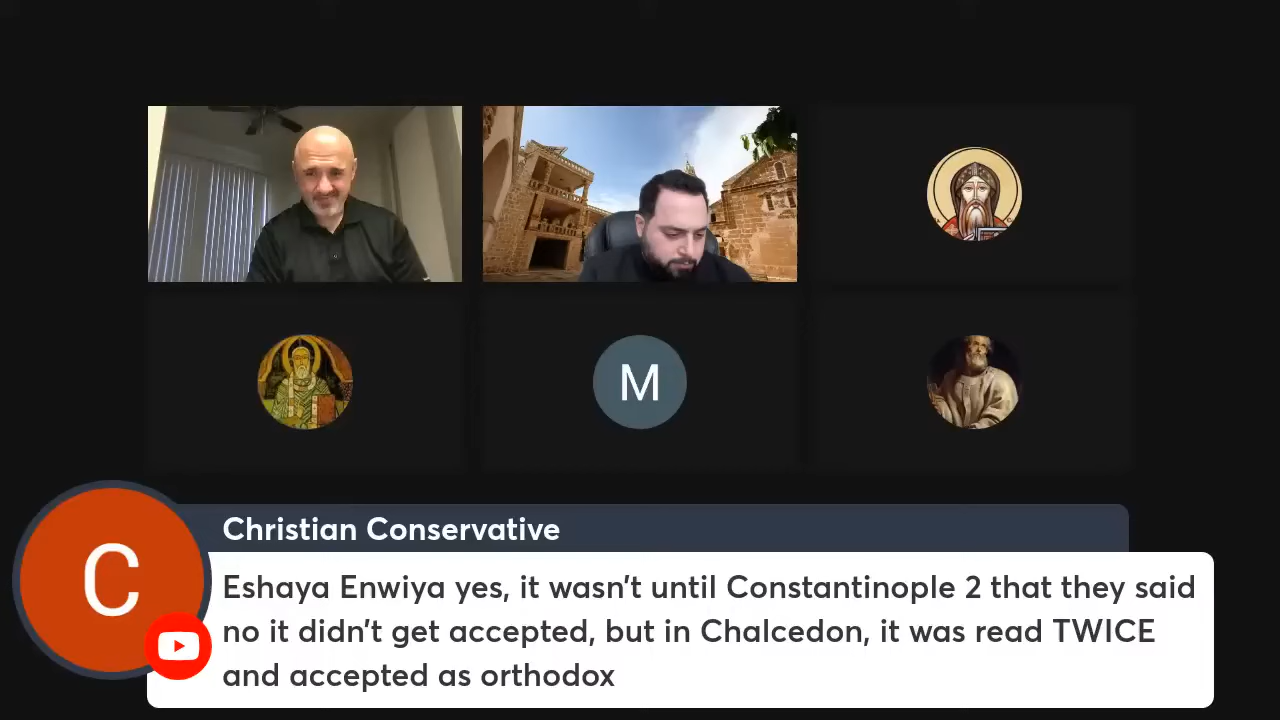 M
C
Christian Conservative
Eshaya Enwiya yes, it wasn't until Constantinople 2 that they said
no it didn't get accepted, but in Chalcedon, it was read TWICE
and accepted as orthodox